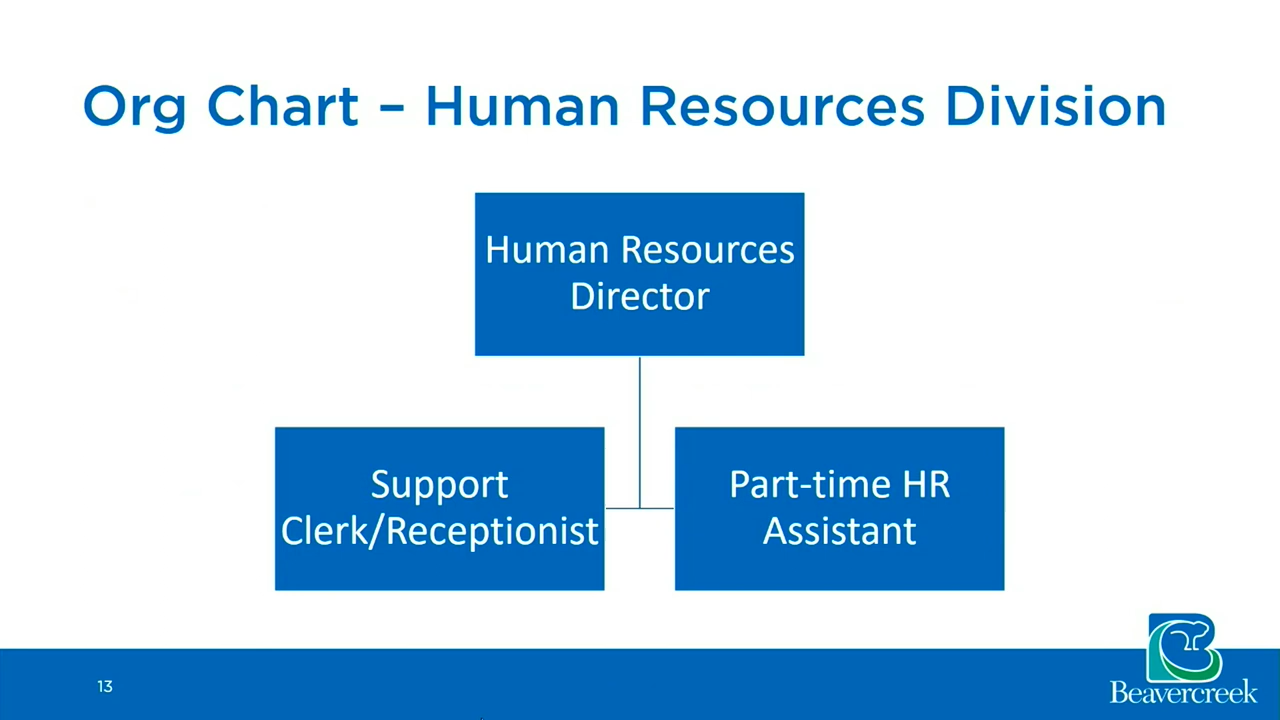 Org Chart – Human Resources Division
Human Resources
Director
Support
Clerk/Receptionist
Part-time HR
Assistant
13
Beavercreek